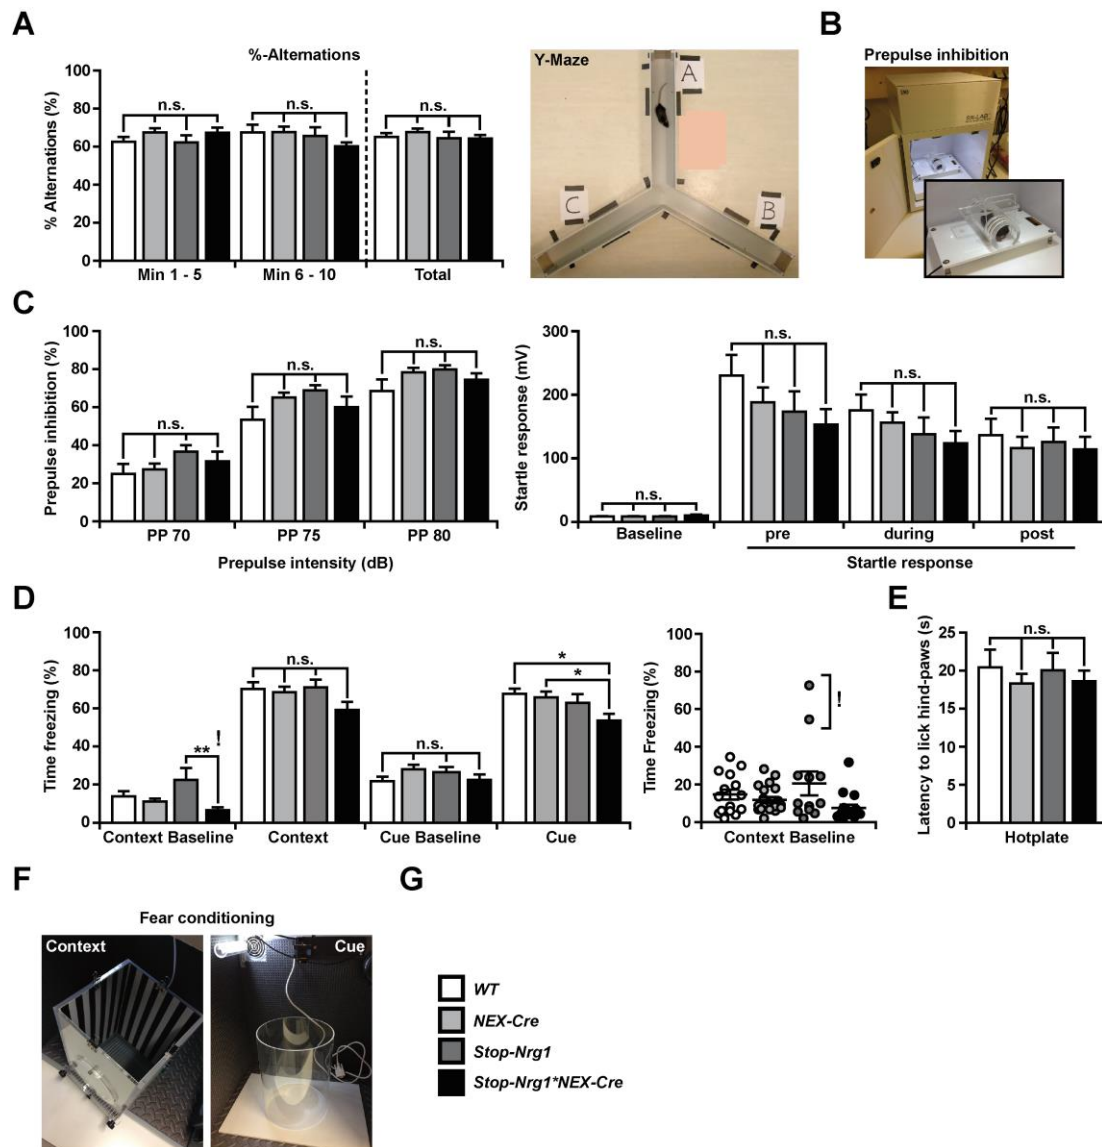 A
%-Alternations
% Alternations (%)
100
80
60
40
20
0
n.s.
n.s.
n.s.
Min 1 - 5
Min 6 - 10
Total
Y-Maze
A
C
B
B
Prepulse inhibition
SR-LAB
C
Prepulse inhibition (%)
100
80
60
40
20
0
n.s.
n.s.
n.s.
PP 70
PP 75
PP 80
Prepulse intensity (dB)
Startle response (mV)
300
200
100
0
n.s.
n.s.
n.s.
n.s.
Baseline
pre
during
post
Startle response
D
Time freezing (%)
100
80
60
40
20
0
**
!
n.s.
n.s.
*
*
Context Baseline
Context
Cue Baseline
Cue
Time Freezing (%)
100
80
60
40
20
0
!
Context Baseline
E
Latency to lick hind-paws (s)
25
20
15
10
5
0
n.s.
Hotplate
F
Fear conditioning
Context
Cue
G
WT
NEX-Cre
Stop-Nrg1
Stop-Nrg1*NEX-Cre